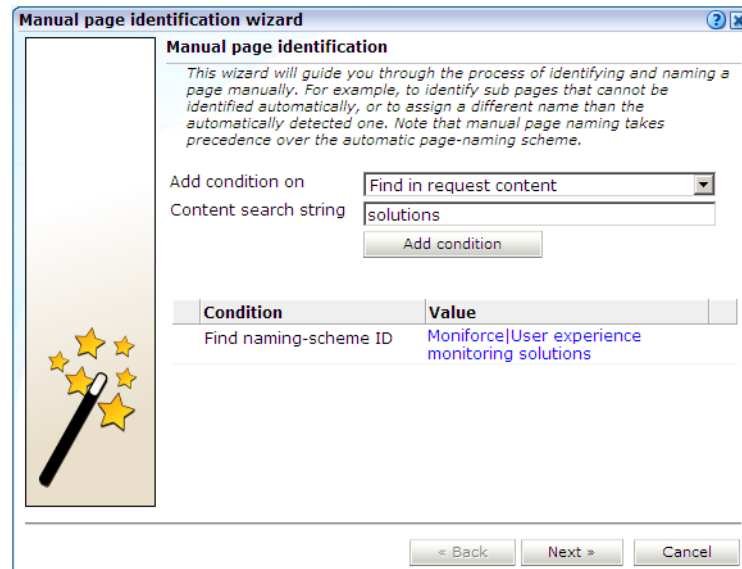 Manual page identification wizard
Manual page identification
This wizard will guide you through the process of identifying and naming a
page manually. For example, to identify sub pages that cannot be
identified automatically, or to assign a different name than the
automatically detected one. Note that manual page naming takes
precedence over the automatic page-naming scheme.
Add condition on Find in request content
Content search string solutions
Add condition
Condition Value
Find naming-scheme ID Moniforce|User experience
monitoring solutions
« Back Next » Cancel